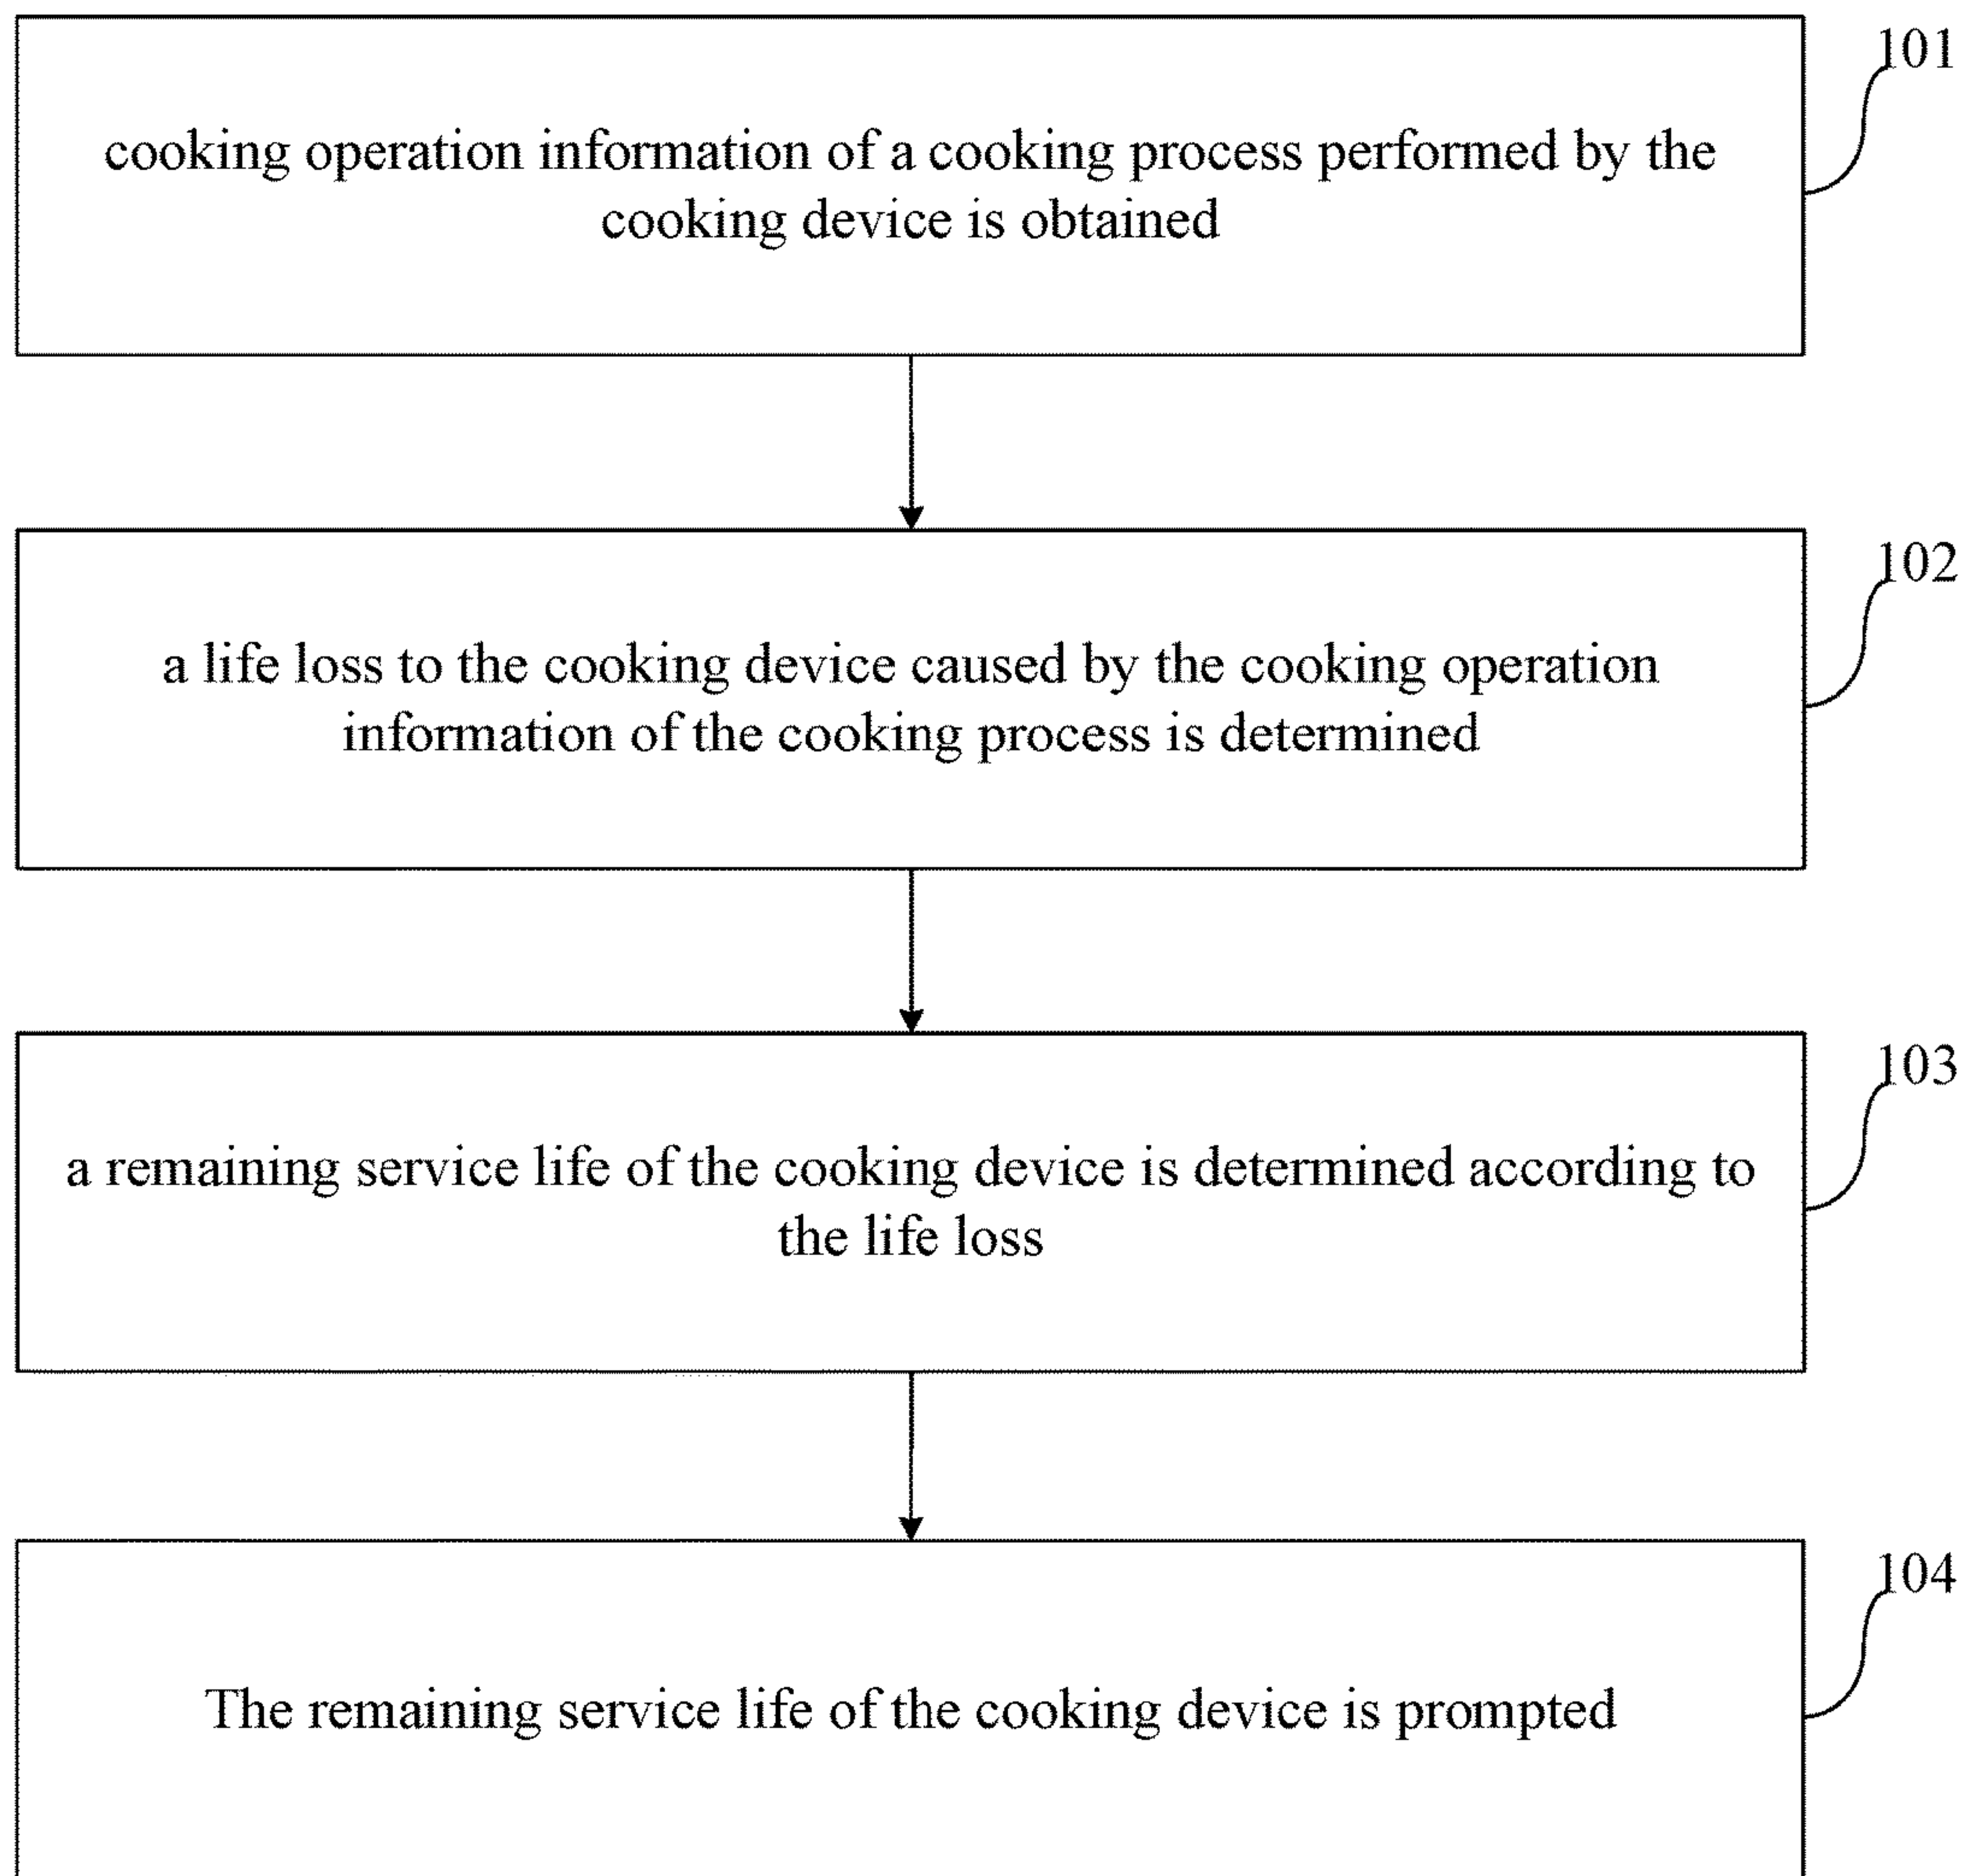 101
cooking operation information of a cooking process performed by the
cooking device is obtained
102
a life loss to the cooking device caused by the cooking operation
information of the cooking process is determined
103
a remaining service life of the cooking device is determined according to
the life loss
104
The remaining service life of the cooking device is prompted